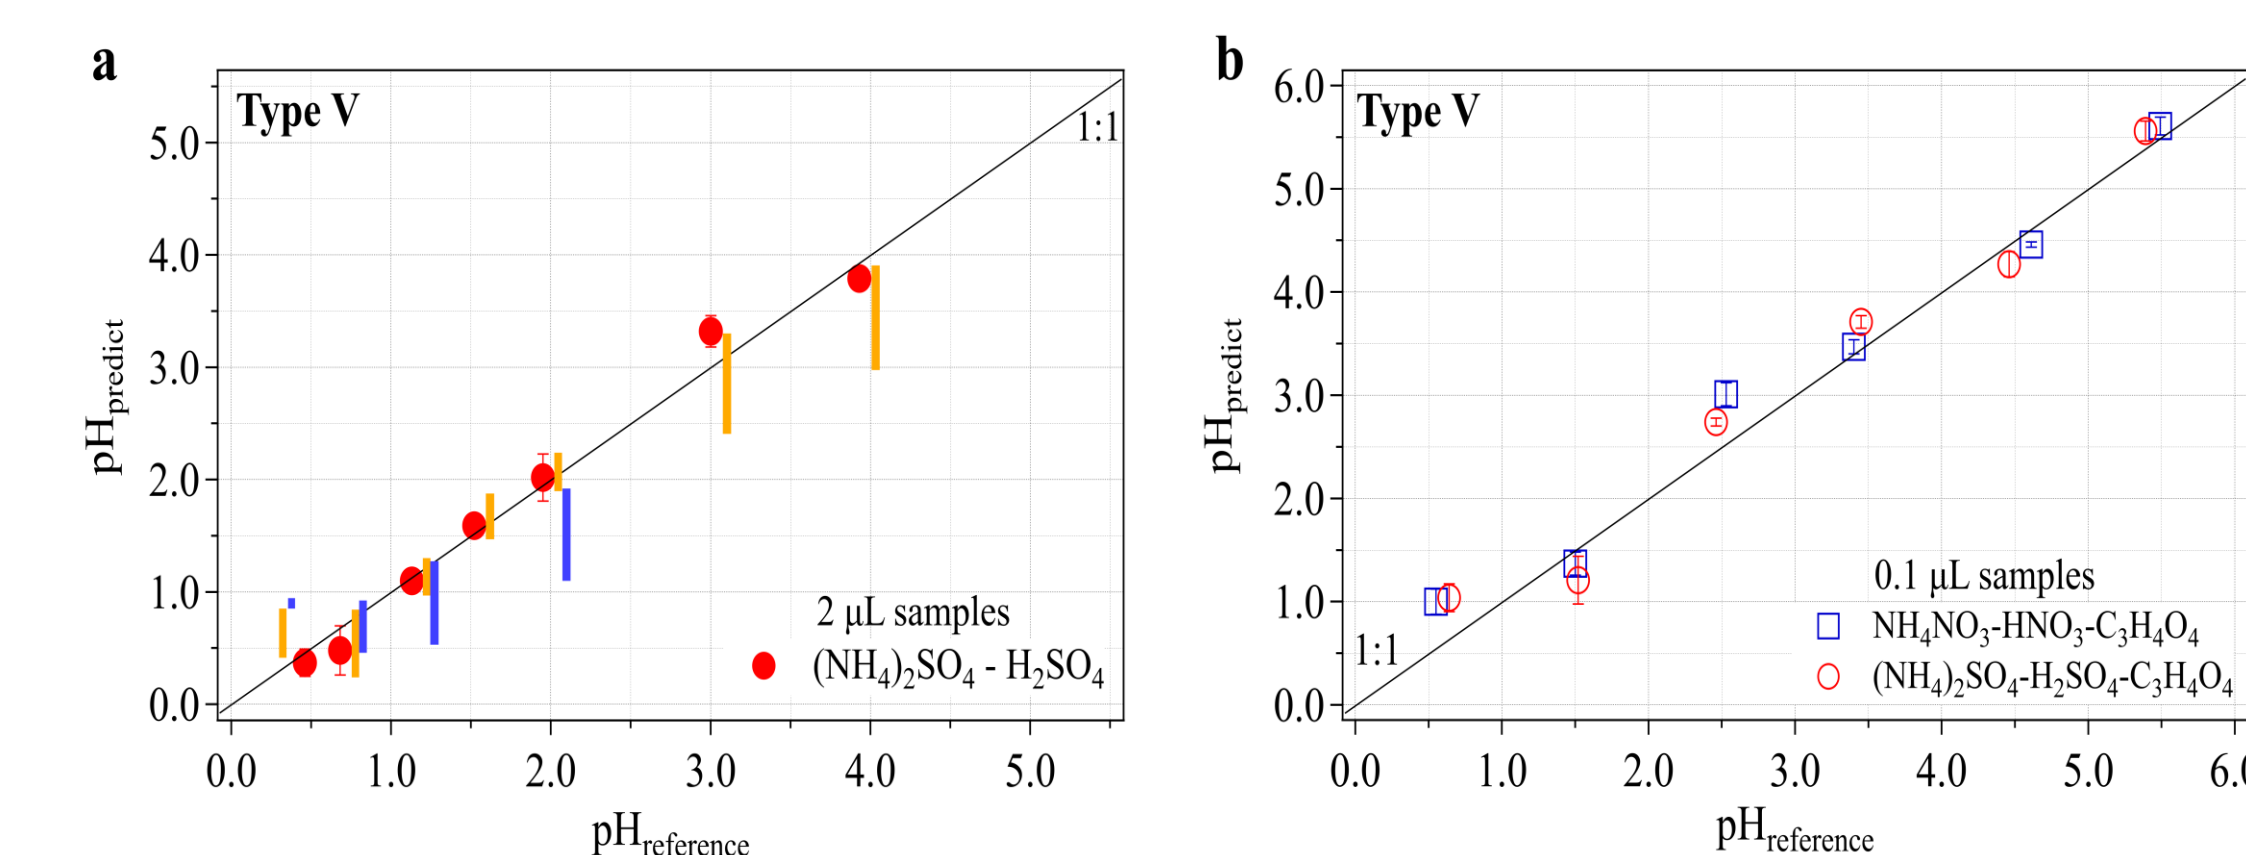 a
Type V
1:1
5.0
4.0
3.0
2.0
1.0
0.0
pHpredict
2 μL samples
(NH4)2SO4 - H2SO4
0.0 1.0 2.0 3.0 4.0 5.0
pHreference
b
Type V
6.0
5.0
4.0
3.0
2.0
1.0
0.0
pHpredict
1:1
0.1 μL samples
NH4NO3-HNO3-C3H4O4
(NH4)2SO4-H2SO4-C3H4O4
0.0 1.0 2.0 3.0 4.0 5.0 6.0
pHreference